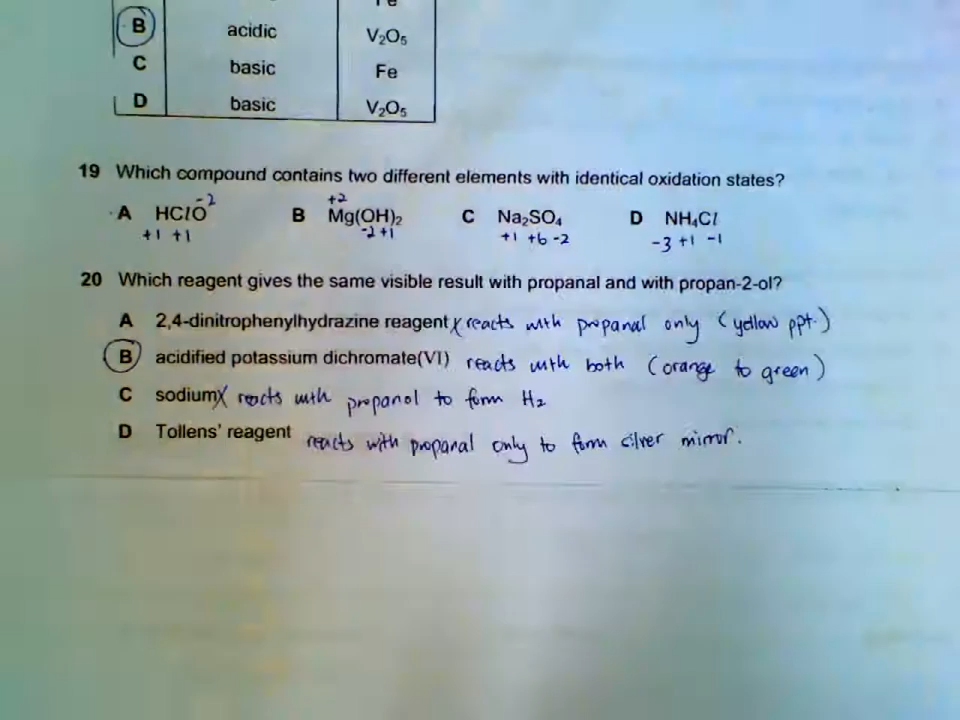 B acidic V₂O₅
C basic Fe
D basic V₂O₅
19 Which compound contains two different elements with identical oxidation states?
-2 +2
A HClO B Mg(OH)₂ C Na₂SO₄ D NH₄Cl
+1 +1 -2 +1 +1 +6 -2 -3 +1 -1
20 Which reagent gives the same visible result with propanal and with propan-2-ol?
A 2,4-dinitrophenylhydrazine reagent x reacts with propanal only (yellow ppt.)
B acidified potassium dichromate(VI) reacts with both (orange to green)
C sodium x reacts with propanol to form H₂
D Tollens' reagent reacts with propanal only to form silver mirror.